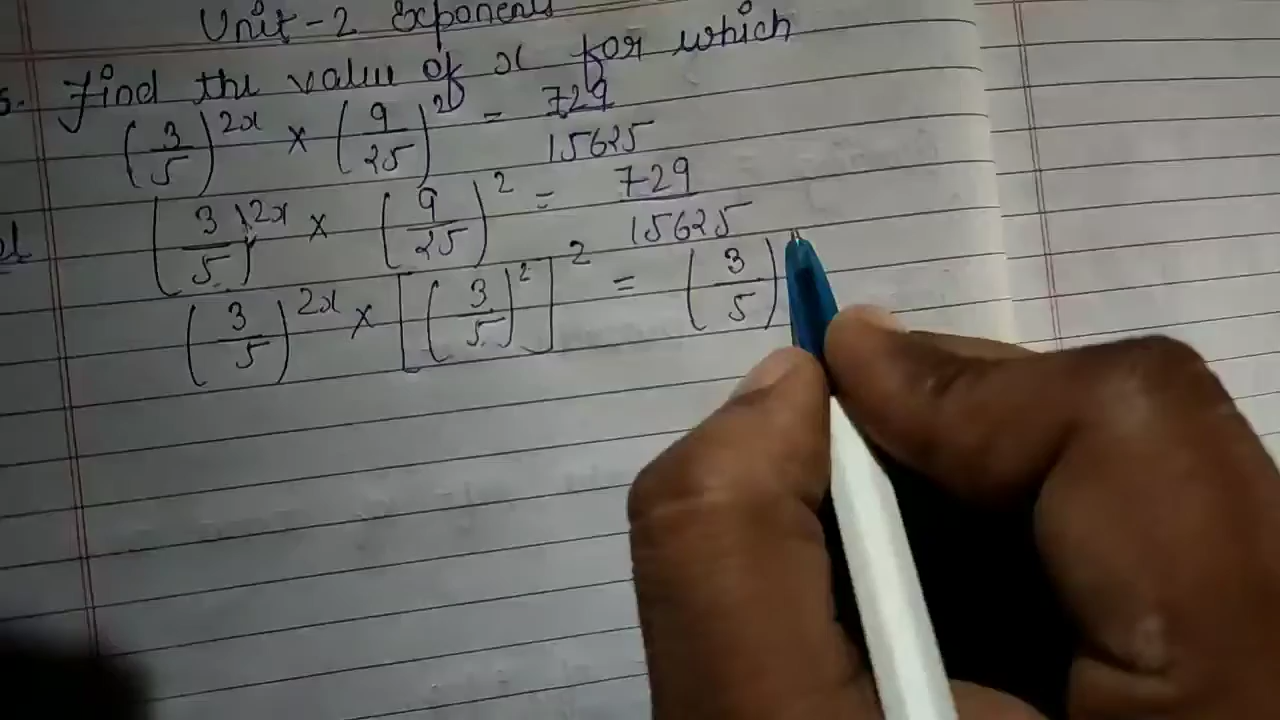 Unit - 2 Exponents
5. Find the value of x for which
(3/5)^2x × (9/25)^2 = 729/15625
(3/5)^2x × (9/25)^2 = 729/15625
(3/5)^2x × [(3/5)^2]^2 = (3/5)